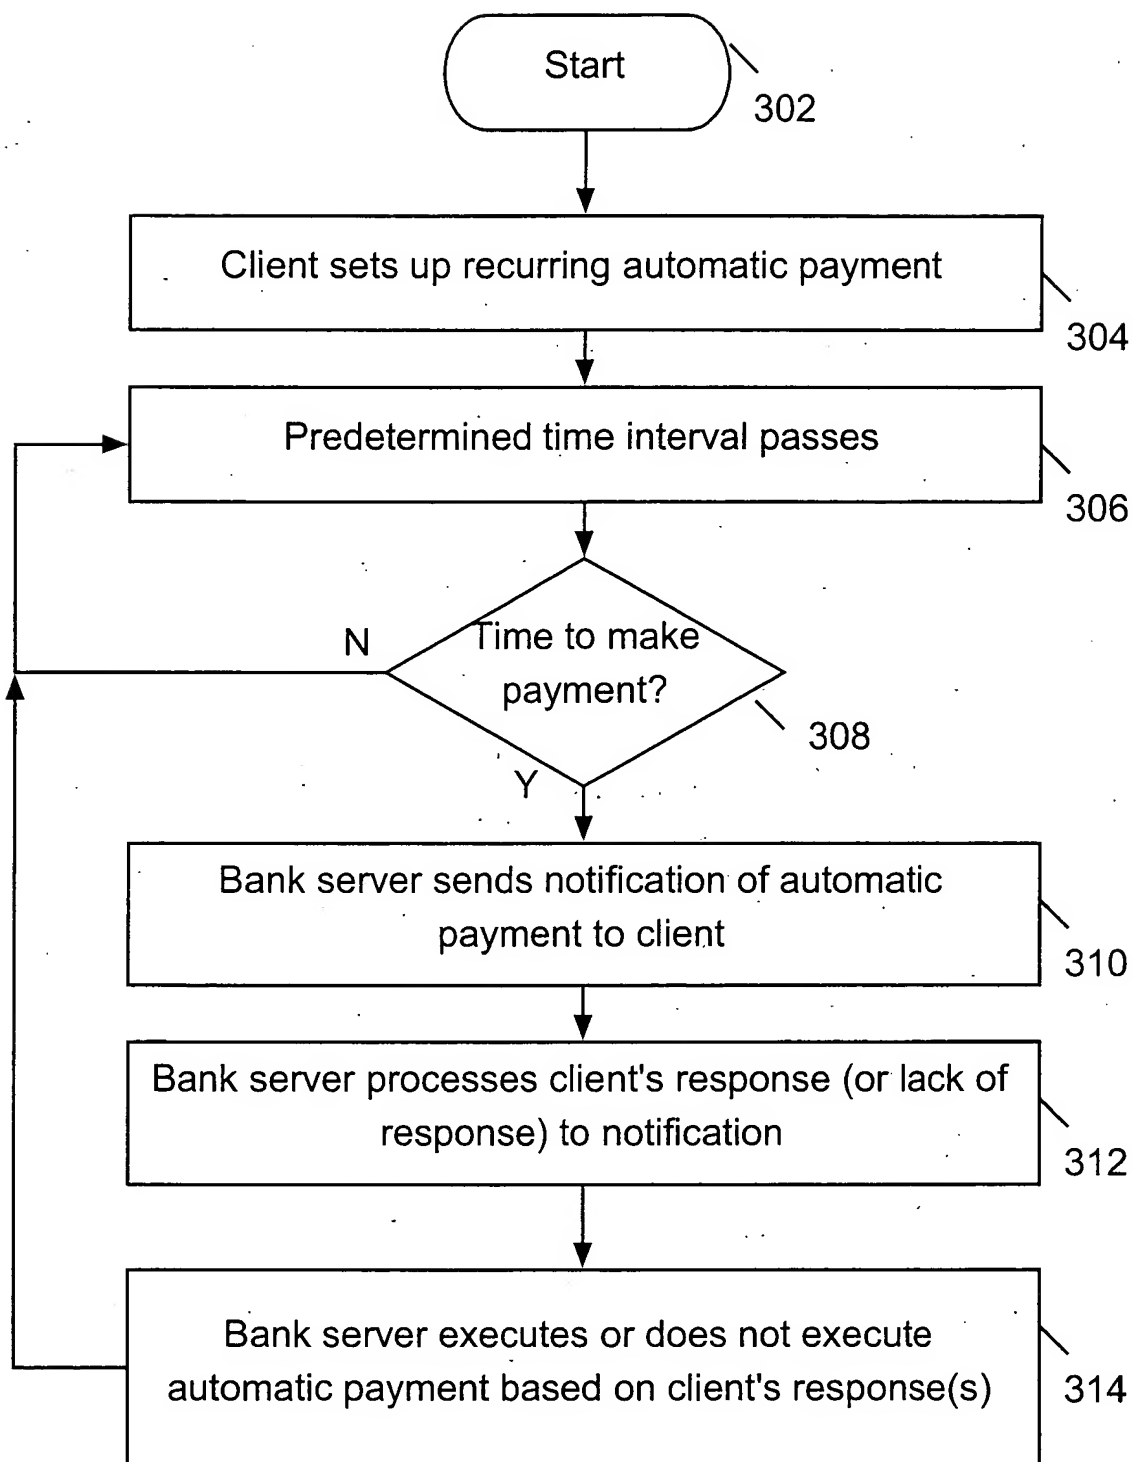 Start
302
Client sets up recurring automatic payment
304
Predetermined time interval passes
306
N
Time to make
payment?
308
Y
Bank server sends notification of automatic
payment to client
310
Bank server processes client's response (or lack of
response) to notification
312
Bank server executes or does not execute
automatic payment based on client's response(s)
314